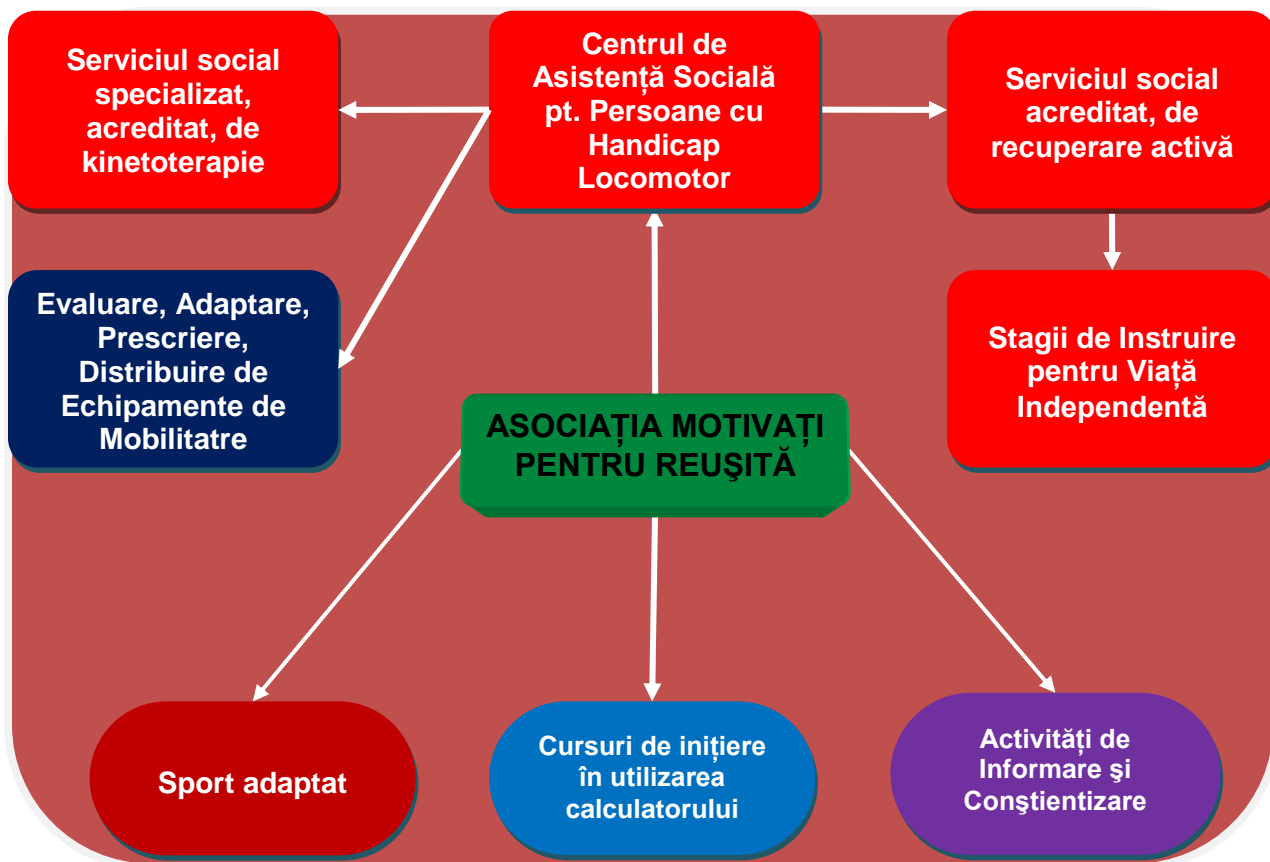 Serviciul social
specializat,
acreditat, de
kinetoterapie
Centrul de
Asistență Socială
pt. Persoane cu
Handicap
Locomotor
Serviciul social
acreditat, de
recuperare activă
Evaluare, Adaptare,
Prescriere,
Distribuire de
Echipamente de
Mobilitatre
Stagii de Instruire
pentru Viață
Independentă
ASOCIAȚIA MOTIVAȚI
PENTRU REUŞITĂ
Sport adaptat
Cursuri de inițiere
în utilizarea
calculatorului
Activități de
Informare şi
Conştientizare